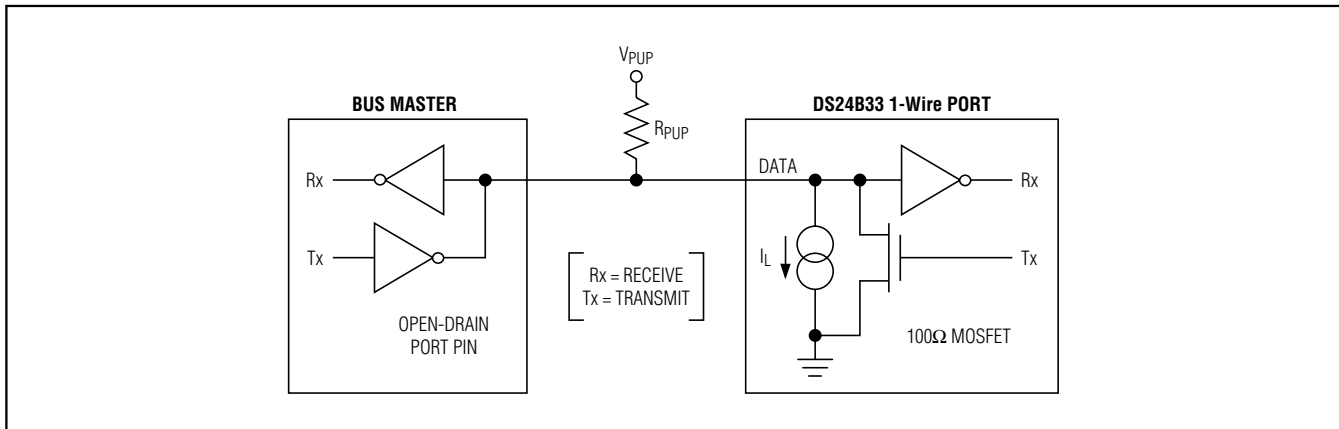 VPUP
BUS MASTER
DS24B33 1-Wire PORT
RPUP
Rx
DATA
Rx
Tx
IL
Tx
Rx = RECEIVE
Tx = TRANSMIT
OPEN-DRAIN
PORT PIN
100Ω MOSFET